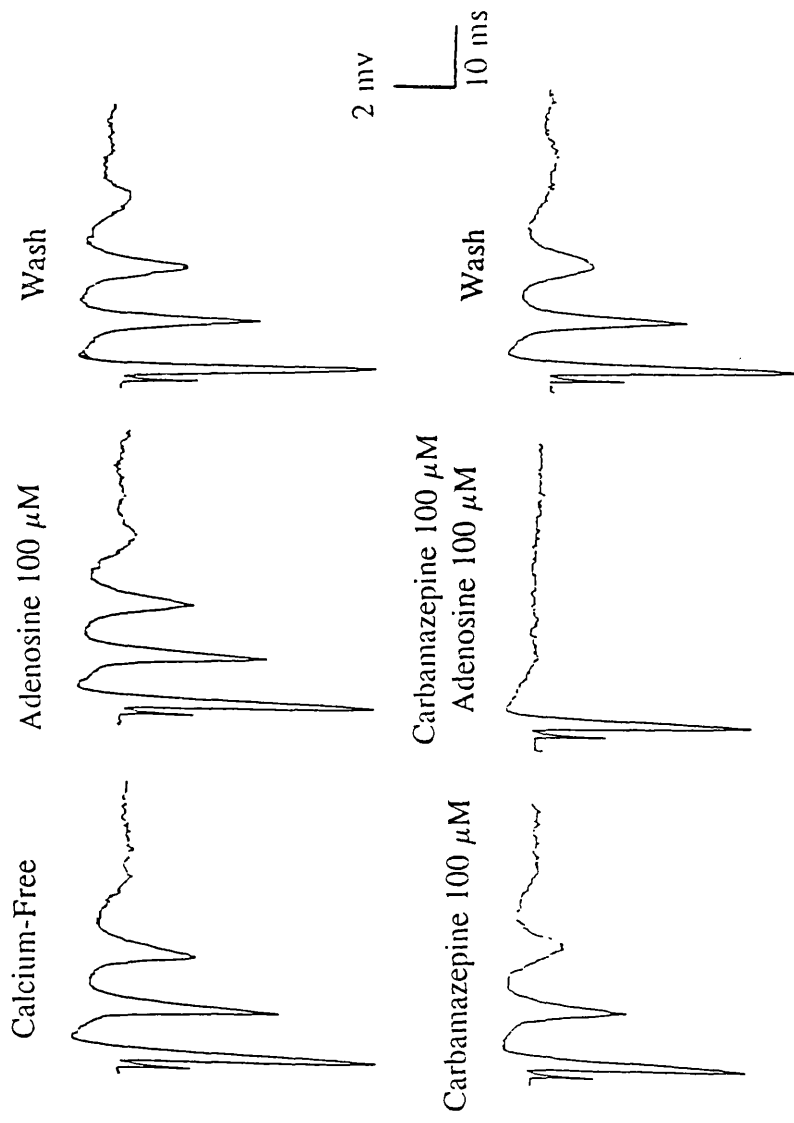 Calcium-Free
Adenosine 100 μM
Wash
2 mv
10 ms
Carbamazepine 100 μM
Carbamazepine 100 μM
Adenosine 100 μM
Wash